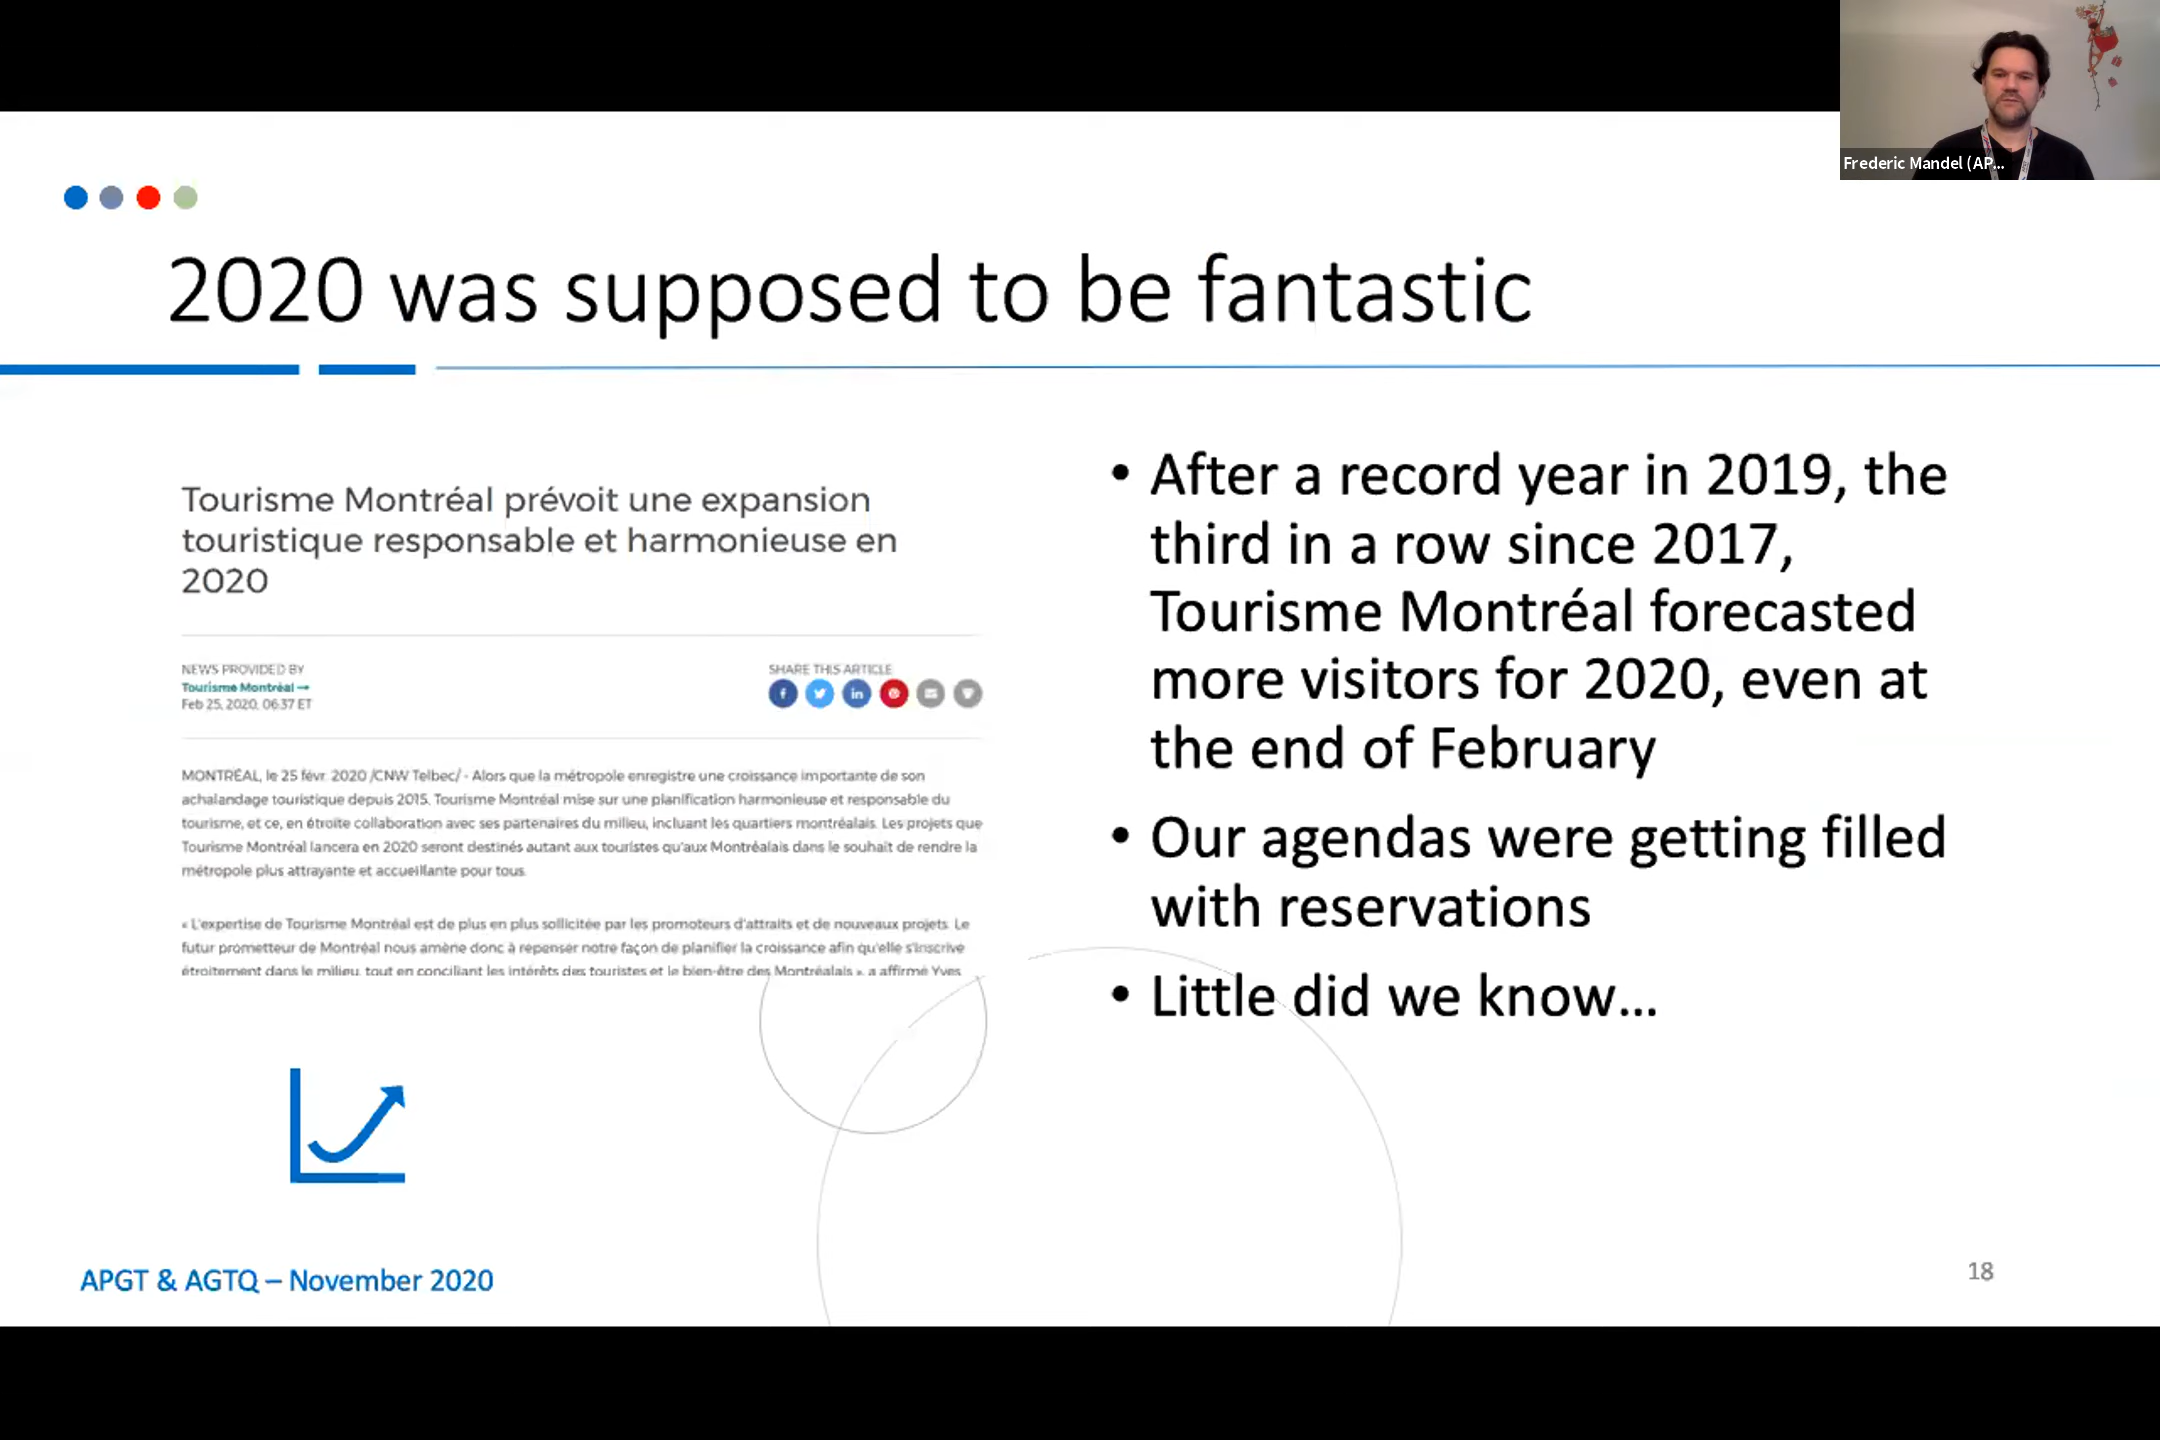 Frederic Mandel (AP...
2020 was supposed to be fantastic
Tourisme Montréal prévoit une expansion
touristique responsable et harmonieuse en
2020
NEWS PROVIDED BY
Tourisme Montréal →
Feb 25, 2020, 06:37 ET
SHARE THIS ARTICLE
MONTRÉAL, le 25 févr. 2020 /CNW Telbec/ - Alors que la métropole enregistre une croissance importante de son
achalandage touristique depuis 2015, Tourisme Montréal mise sur une planification harmonieuse et responsable du
tourisme, et ce, en étroite collaboration avec ses partenaires du milieu, incluant les quartiers montréalais. Les projets que
Tourisme Montréal lancera en 2020 seront destinés autant aux touristes qu'aux Montréalais dans le souhait de rendre la
métropole plus attrayante et accueillante pour tous.
« L'expertise de Tourisme Montréal est de plus en plus sollicitée par les promoteurs d'attraits et de nouveaux projets. Le
futur prometteur de Montréal nous amène donc à repenser notre façon de planifier la croissance afin qu'elle s'inscrive
étroitement dans le milieu, tout en conciliant les intérêts des touristes et le bien-être des Montréalais », a affirmé Yves
• After a record year in 2019, the
third in a row since 2017,
Tourisme Montréal forecasted
more visitors for 2020, even at
the end of February
• Our agendas were getting filled
with reservations
• Little did we know...
APGT & AGTQ – November 2020
18